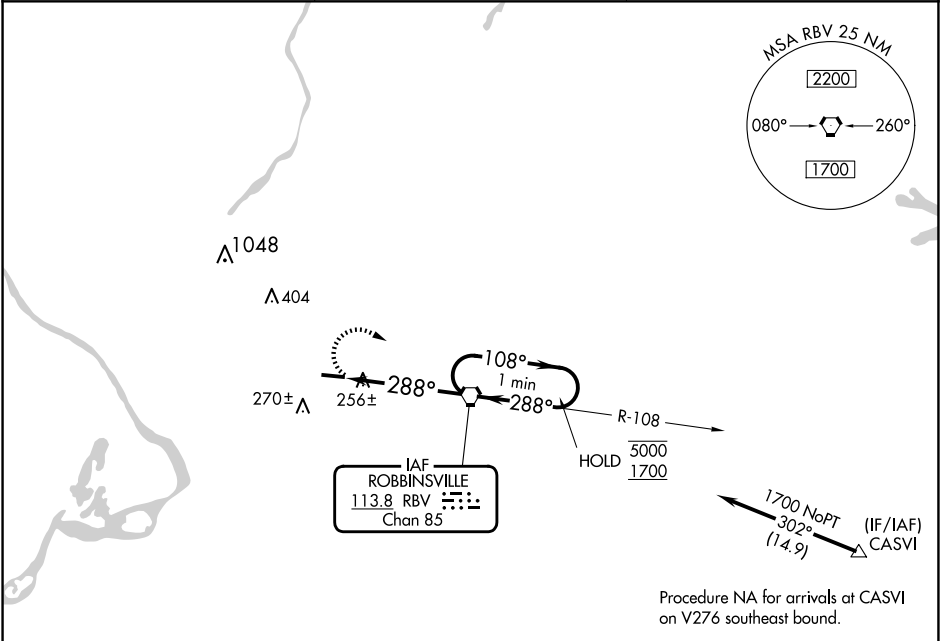 MSA RBV 25 NM
2200
080° 260°
1700
1048
404
108°
1 min
288°
288°
270±
256±
R-108
HOLD 5000
1700
IAF
ROBBINSVILLE
113.8 RBV
Chan 85
1700 NoPT
302°
(14.9)
(IF/IAF)
CASVI
Procedure NA for arrivals at CASVI
on V276 southeast bound.